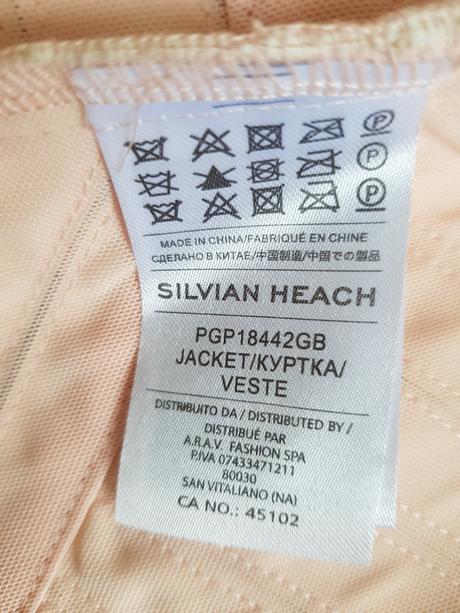 P
P
P
MADE IN CHINA/FABRIQUÉ EN CHINE
СДЕЛАНО В КИТАЕ/中国制造/中国での製品
SILVIAN HEACH
PGP18442GB
JACKET/КУРТКА/
VESTE
DISTRIBUITO DA / DISTRIBUTED BY /
DISTRIBUÉ PAR
A.R.A.V. FASHION SPA
P.IVA 07433471211
80030
SAN VITALIANO (NA)
CA NO.: 45102